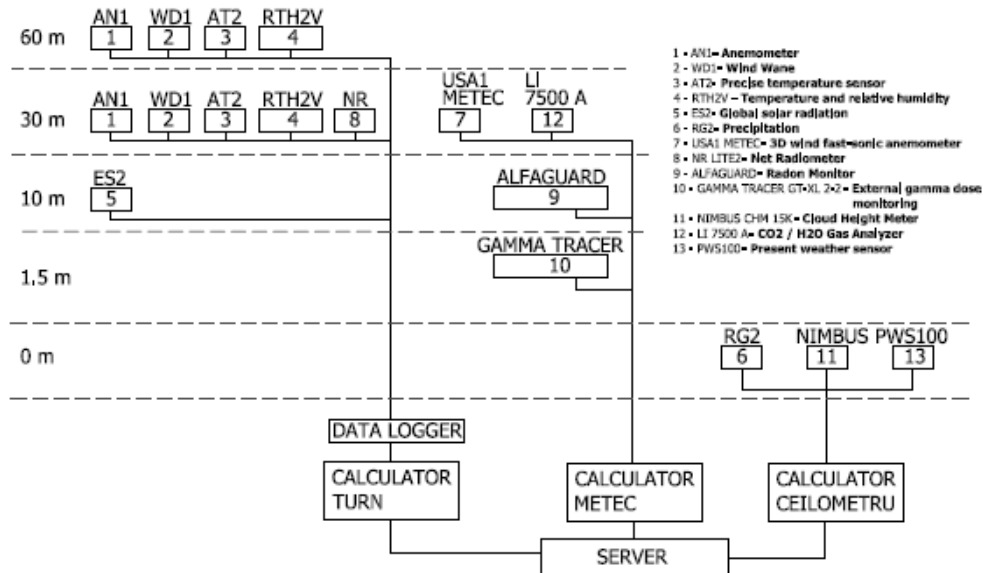 60 m
AN1 WD1 AT2 RTH2V
1 2 3 4
30 m
AN1 WD1 AT2 RTH2V NR
1 2 3 4 8
USA1
METEC
7
LI
7500 A
12
10 m
ES2
5
ALFAGUARD
9
1.5 m
GAMMA TRACER
10
0 m
RG2 NIMBUS PWS100
6 11 13
DATA LOGGER
CALCULATOR
TURN
CALCULATOR
METEC
CALCULATOR
CEILOMETRU
SERVER
1 - AN1- Anemometer
2 - WD1- Wind Wane
3 - AT2- Precise temperature sensor
4 - RTH2V - Temperature and relative humidity
5 - ES2- Global solar radiation
6 - RG2- Precipitation
7 - USA1 METEC- 3D wind fast-sonic anemometer
8 - NR LITE2- Net Radiometer
9 - ALFAGUARD- Radon Monitor
10 - GAMMA TRACER GT-XL 2-2- External gamma dose
monitoring
11 - NIMBUS CHM 15K- Cloud Height Meter
12 - LI 7500 A- CO2 / H2O Gas Analyzer
13 - PWS100- Present weather sensor